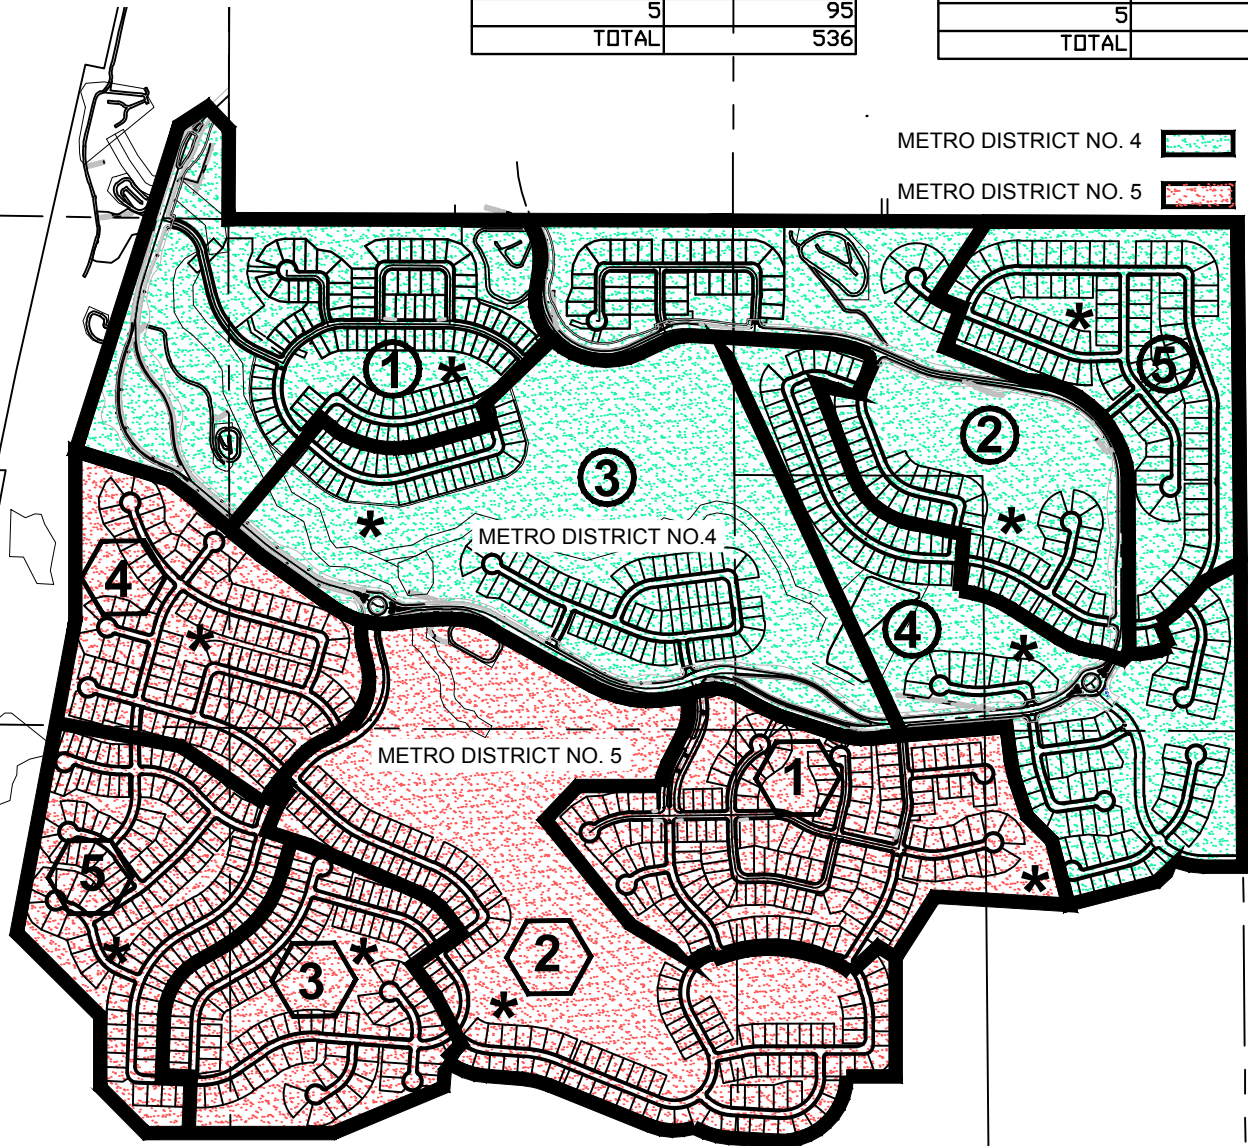 5 95
TOTAL 536
5
TOTAL
METRO DISTRICT NO. 4
METRO DISTRICT NO. 5
1 *
5 *
2 *
3 *
METRO DISTRICT NO.4
4 *
4 *
METRO DISTRICT NO. 5
1 *
5 *
3 *
2 *